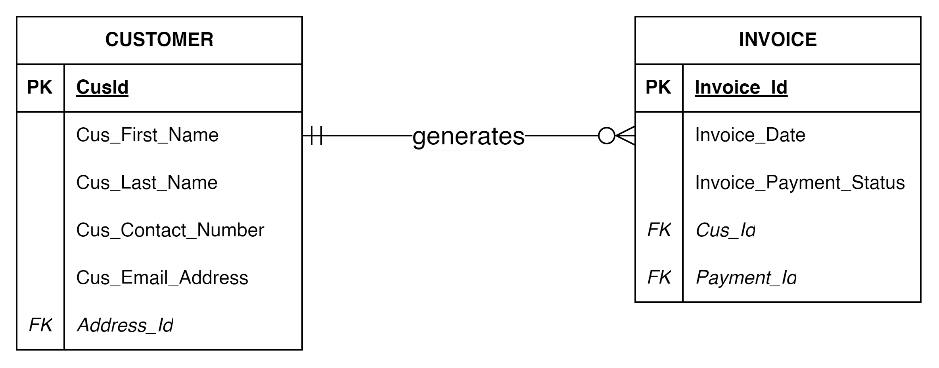 CUSTOMER
PK CusId
Cus_First_Name
Cus_Last_Name
Cus_Contact_Number
Cus_Email_Address
FK Address_Id
generates
INVOICE
PK Invoice_Id
Invoice_Date
Invoice_Payment_Status
FK Cus_Id
FK Payment_Id